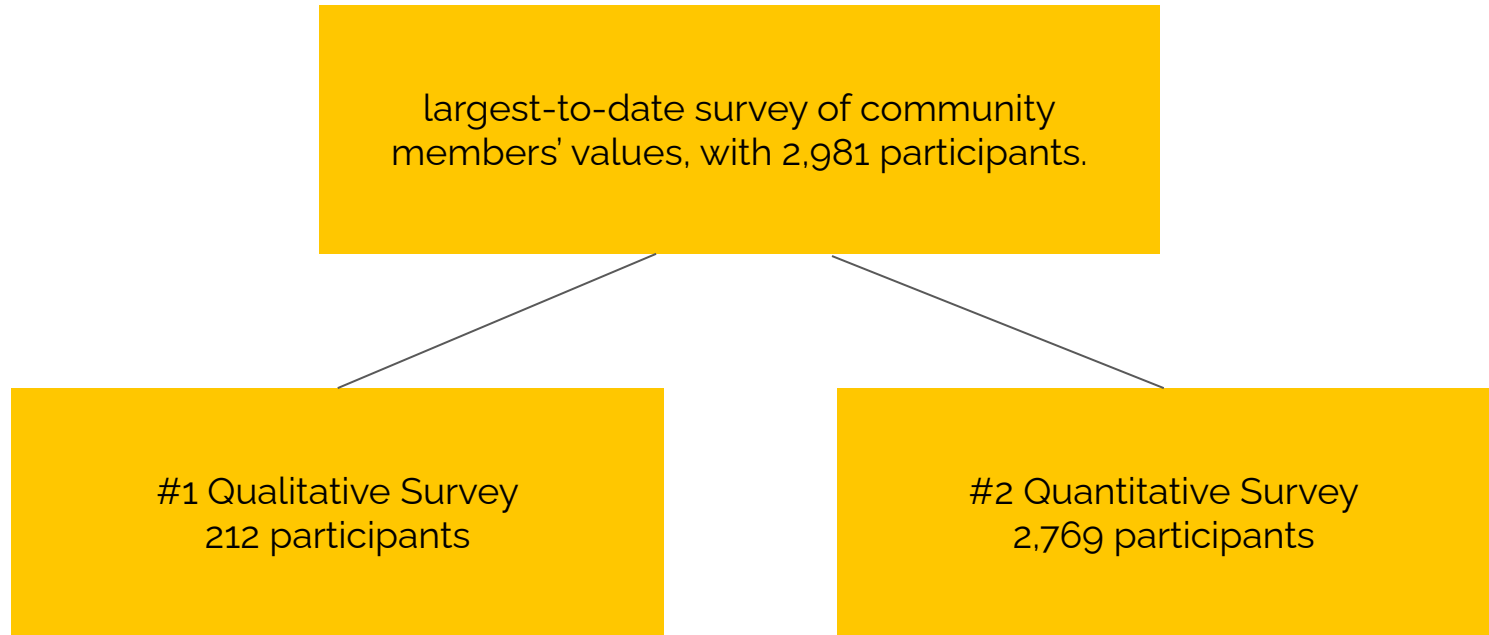 largest-to-date survey of community
members’ values, with 2,981 participants.
#1 Qualitative Survey
212 participants
#2 Quantitative Survey
2,769 participants